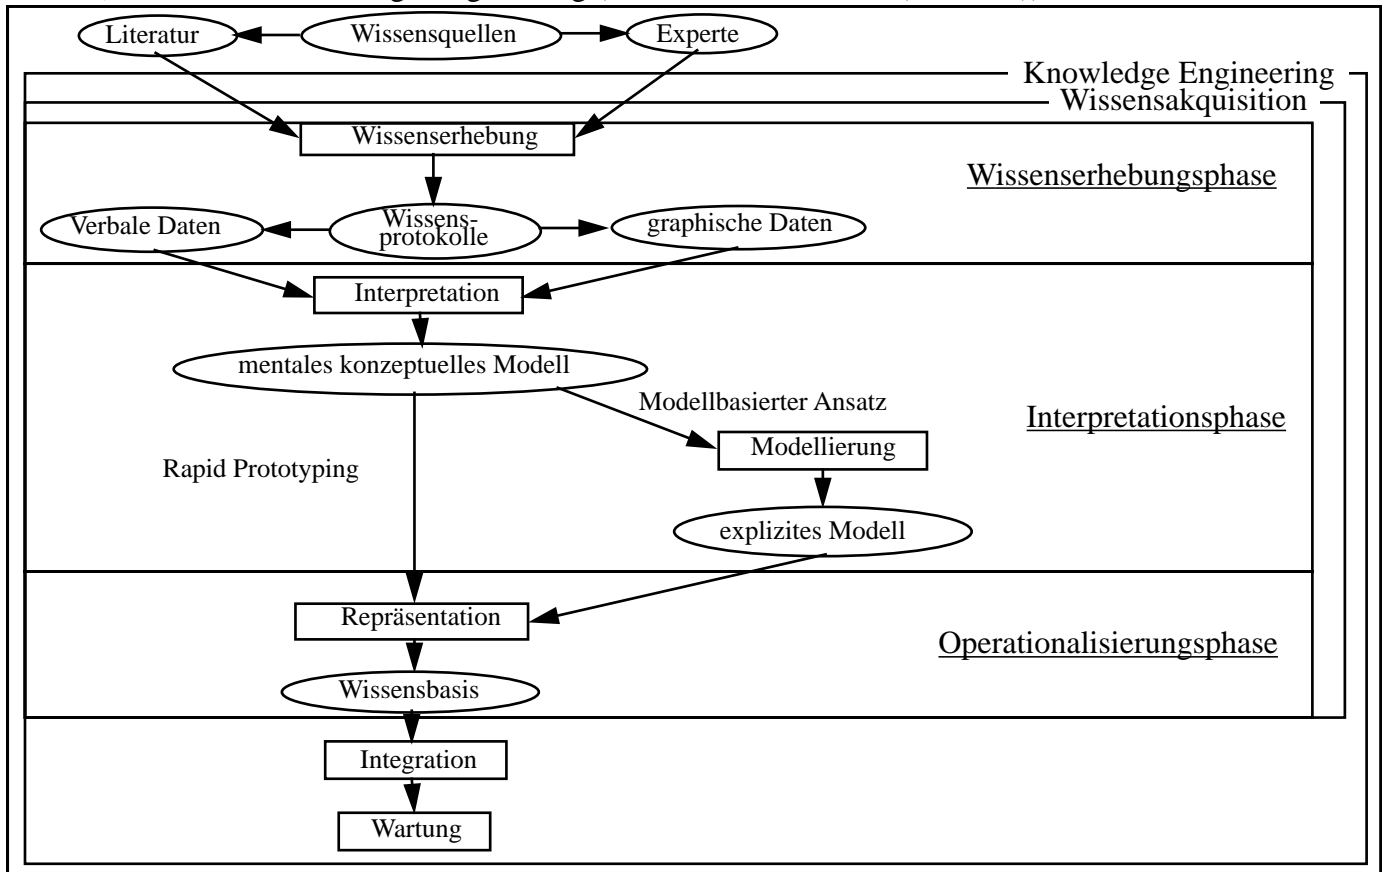 Literatur
Wissensquellen
Experte
Knowledge Engineering
Wissensakquisition
Wissenserhebung
Wissenserhebungsphase
Verbale Daten
Wissens-
protokolle
graphische Daten
Interpretation
mentales konzeptuelles Modell
Modellbasierter Ansatz
Interpretationsphase
Modellierung
Rapid Prototyping
explizites Modell
Repräsentation
Operationalisierungsphase
Wissensbasis
Integration
Wartung